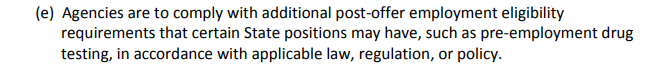 (e) Agencies are to comply with additional post-offer employment eligibility
requirements that certain State positions may have, such as pre-employment drug
testing, in accordance with applicable law, regulation, or policy.